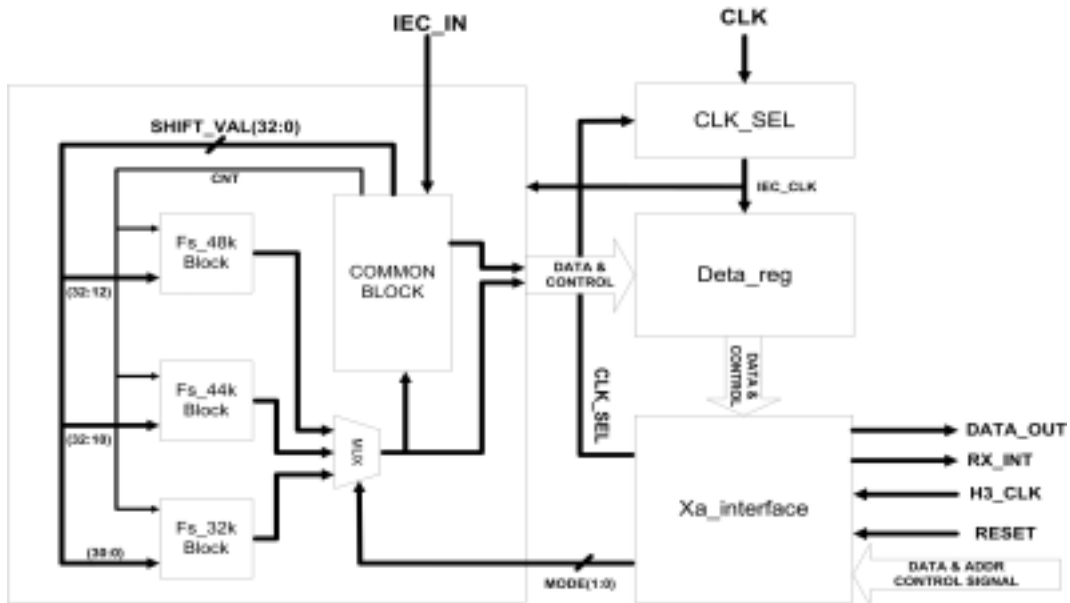 IEC_IN
CLK
SHIFT_VAL(32:0)
CLK_SEL
CNT
IEC_CLK
Fs_48k
Block
COMMON
BLOCK
DATA &
CONTROL
Deta_reg
(32:12)
DATA &
CONTROL
Fs_44k
Block
CLK_SEL
(32:10)
MUX
DATA_OUT
RX_INT
H3_CLK
Xa_interface
RESET
Fs_32k
Block
(30:0)
MODE(1:0)
DATA & ADDR
CONTROL SIGNAL